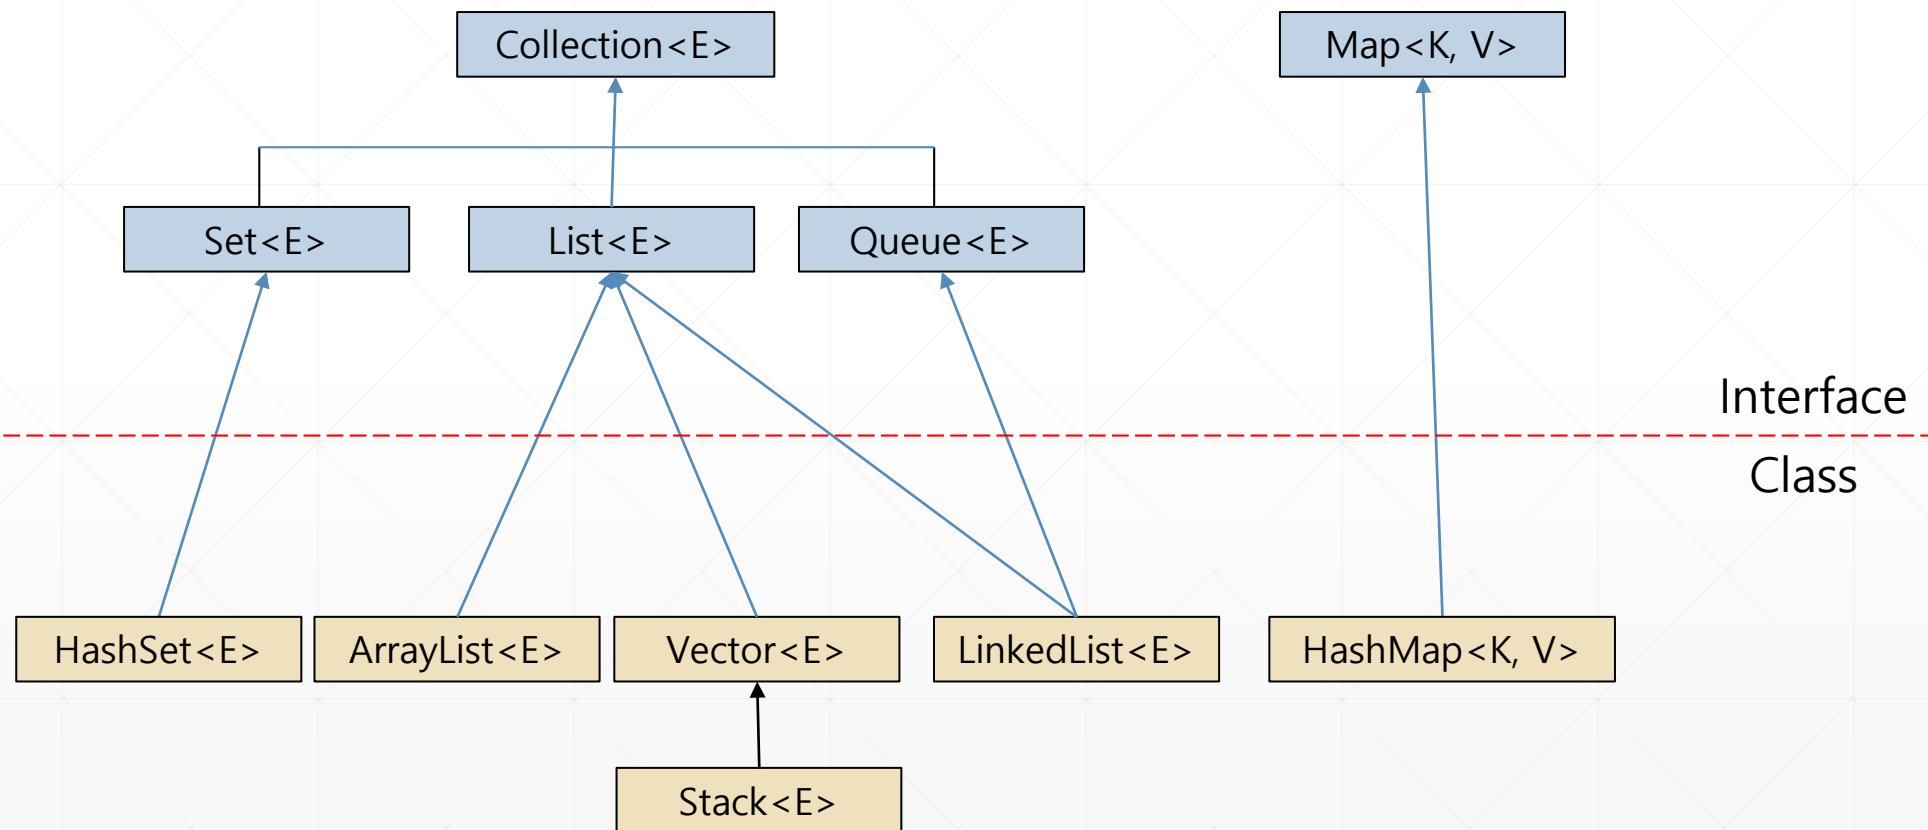 Collection<E>
Map<K, V>
Set<E>
List<E>
Queue<E>
Interface
Class
HashSet<E>
ArrayList<E>
Vector<E>
LinkedList<E>
HashMap<K, V>
Stack<E>